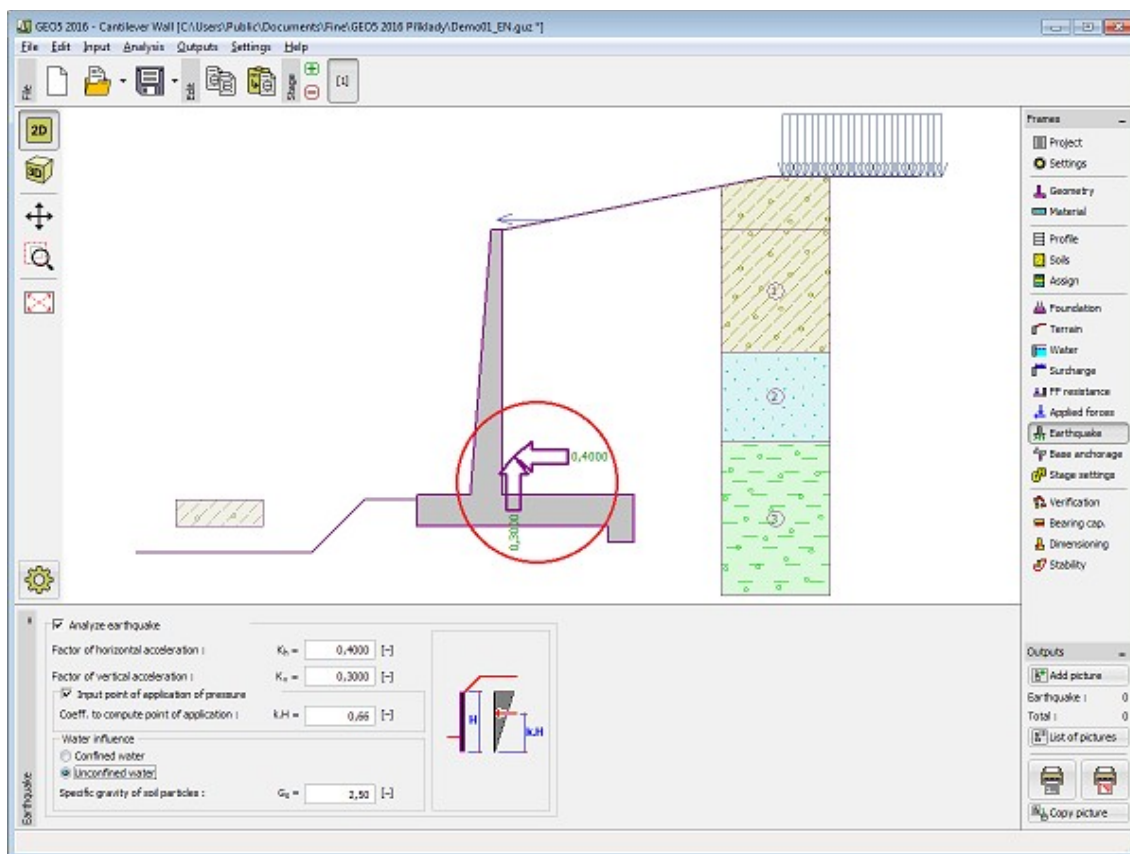 GEO5 2016 - Cantilever Wall [C:\Users\Public\Documents\Fine\GEO5 2016 Příklady\Demo01_EN.guz *]
File Edit Input Analysis Outputs Settings Help
File
Edit
Stage
[1]
2D
3D
Frames
Project
Settings
Geometry
Material
Profile
Soils
Assign
Foundation
Terrain
Water
Surcharge
FF resistance
Applied forces
Earthquake
Base anchorage
Stage settings
Verification
Bearing cap.
Dimensioning
Stability
1
2
3
0,4000
0,3000
Earthquake
Analyze earthquake
Factor of horizontal acceleration : Kh = 0,4000 [-]
Factor of vertical acceleration : Kv = 0,3000 [-]
Input point of application of pressure
Coeff. to compute point of application : k.H = 0,66 [-]
Water influence
Confined water
Unconfined water
Specific gravity of soil particles : Gs = 2,50 [-]
H
k.H
Outputs
Add picture
Earthquake : 0
Total : 0
List of pictures
Copy picture